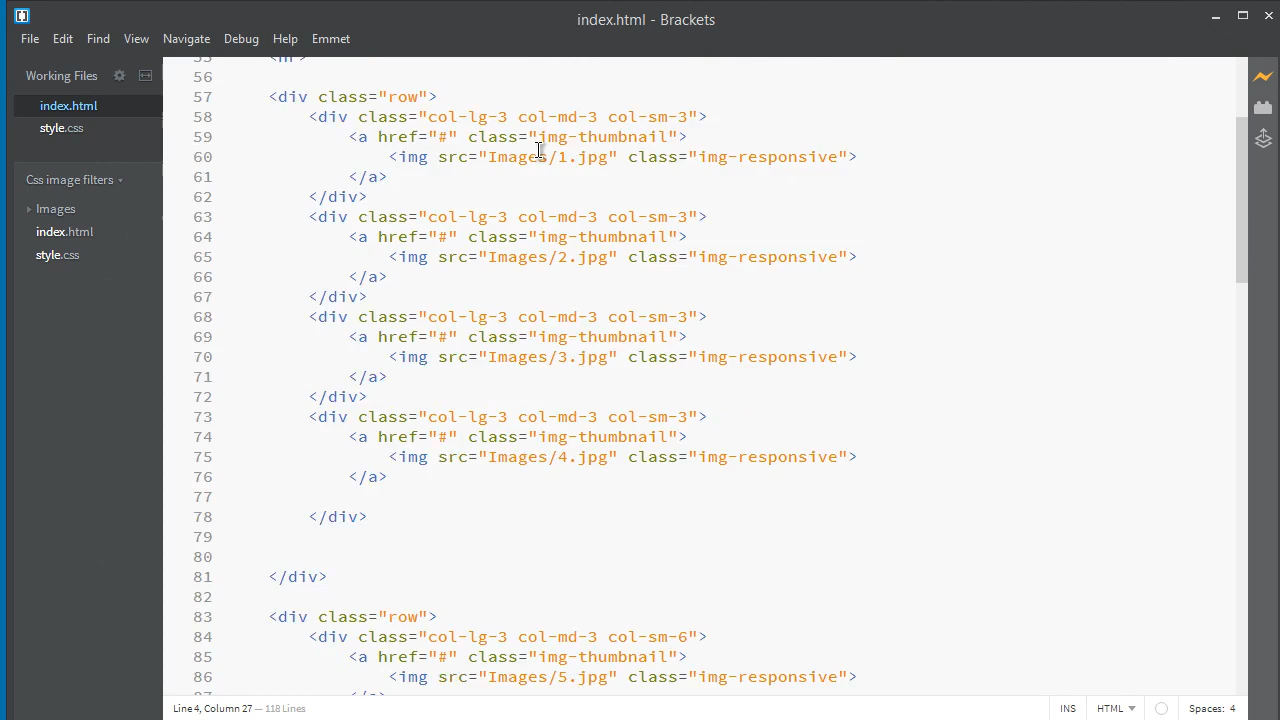 index.html - Brackets
File Edit Find View Navigate Debug Help Emmet
Working Files
index.html
style.css
Css image filters
Images
index.html
style.css
55 <hr>
56
57 <div class="row">
58 <div class="col-lg-3 col-md-3 col-sm-3">
59 <a href="#" class="img-thumbnail">
60 <img src="Images/1.jpg" class="img-responsive">
61 </a>
62 </div>
63 <div class="col-lg-3 col-md-3 col-sm-3">
64 <a href="#" class="img-thumbnail">
65 <img src="Images/2.jpg" class="img-responsive">
66 </a>
67 </div>
68 <div class="col-lg-3 col-md-3 col-sm-3">
69 <a href="#" class="img-thumbnail">
70 <img src="Images/3.jpg" class="img-responsive">
71 </a>
72 </div>
73 <div class="col-lg-3 col-md-3 col-sm-3">
74 <a href="#" class="img-thumbnail">
75 <img src="Images/4.jpg" class="img-responsive">
76 </a>
77
78 </div>
79
80
81 </div>
82
83 <div class="row">
84 <div class="col-lg-3 col-md-3 col-sm-6">
85 <a href="#" class="img-thumbnail">
86 <img src="Images/5.jpg" class="img-responsive">
87 </a>
Line 4, Column 27 — 118 Lines
INS HTML Spaces: 4